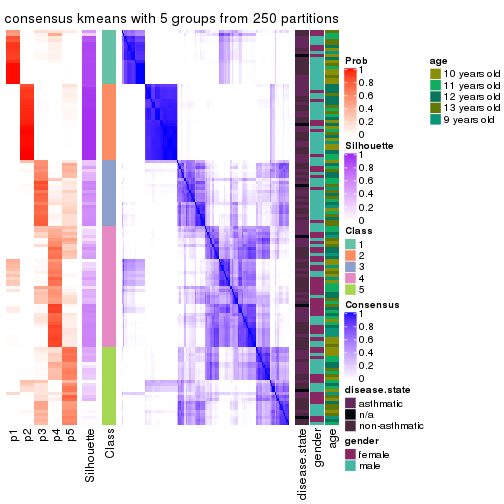 consensus kmeans with 5 groups from 250 partitions
Prob
1
0.8
0.6
0.4
0.2
0
Silhouette
1
0.8
0.6
0.4
0.2
0
Class
1
2
3
4
5
Consensus
1
0.8
0.6
0.4
0.2
0
disease.state
asthmatic
n/a
non-asthmatic
gender
female
male
age
10 years old
11 years old
12 years old
13 years old
9 years old
p1
p2
p3
p4
p5
Silhouette
Class
disease.state
gender
age